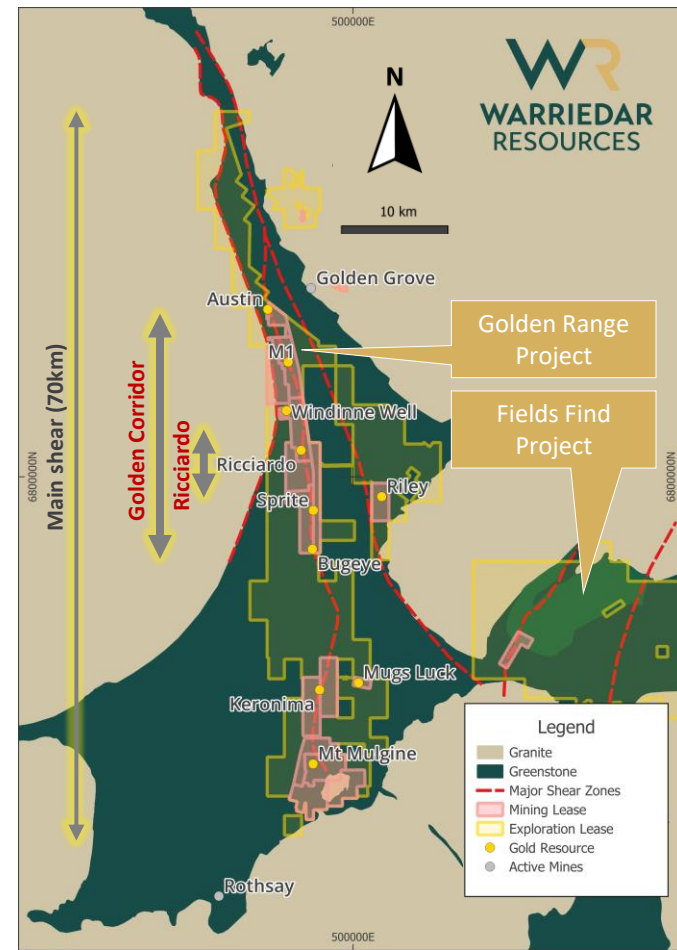 500000E
WR
WARRIEDAR
RESOURCES
N
10 km
Golden Grove
Austin
Golden Range
Project
M1
Fields Find
Project
Windinne Well
Main shear (70km)
Golden Corridor
Ricciardo
Ricciardo
6800000N
6800000N
Riley
Sprite
Bugeye
Mugs Luck
Keronima
Mt Mulgine
Rothsay
Legend
Granite
Greenstone
Major Shear Zones
Mining Lease
Exploration Lease
Gold Resource
Active Mines
500000E